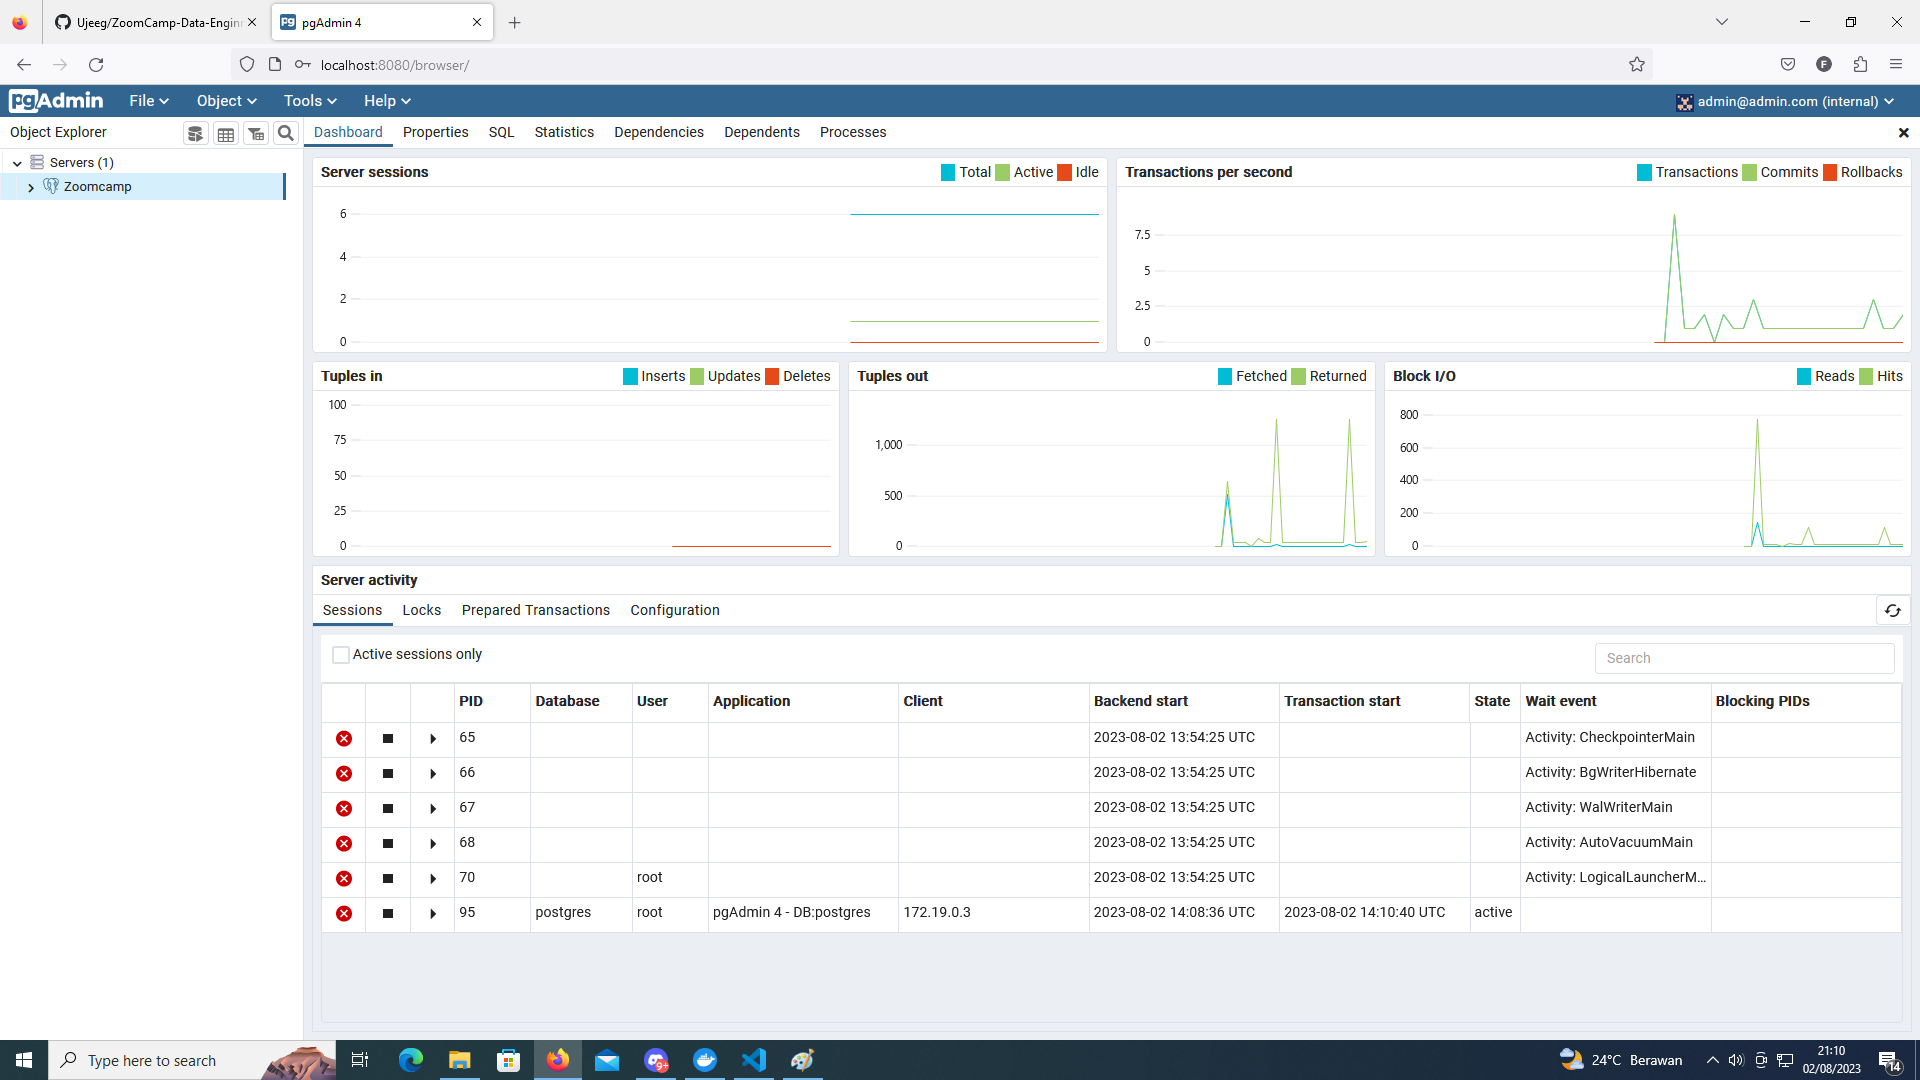 Ujeeg/ZoomCamp-Data-Engin
pgAdmin 4
localhost:8080/browser/
F
pgAdmin File Object Tools Help admin@admin.com (internal)
Object Explorer
Dashboard Properties SQL Statistics Dependencies Dependents Processes
Servers (1)
Zoomcamp
Server sessions Total Active Idle
6
4
2
0
Transactions per second Transactions Commits Rollbacks
7.5
5
2.5
0
Tuples in Inserts Updates Deletes
100
75
50
25
0
Tuples out Fetched Returned
1,000
500
0
Block I/O Reads Hits
800
600
400
200
0
Server activity
Sessions Locks Prepared Transactions Configuration
Active sessions only
Search
PID Database User Application Client Backend start Transaction start State Wait event Blocking PIDs
65 2023-08-02 13:54:25 UTC Activity: CheckpointerMain
66 2023-08-02 13:54:25 UTC Activity: BgWriterHibernate
67 2023-08-02 13:54:25 UTC Activity: WalWriterMain
68 2023-08-02 13:54:25 UTC Activity: AutoVacuumMain
70 root 2023-08-02 13:54:25 UTC Activity: LogicalLauncherM...
95 postgres root pgAdmin 4 - DB:postgres 172.19.0.3 2023-08-02 14:08:36 UTC 2023-08-02 14:10:40 UTC active
Type here to search
9+
24°C Berawan
21:10
02/08/2023
14